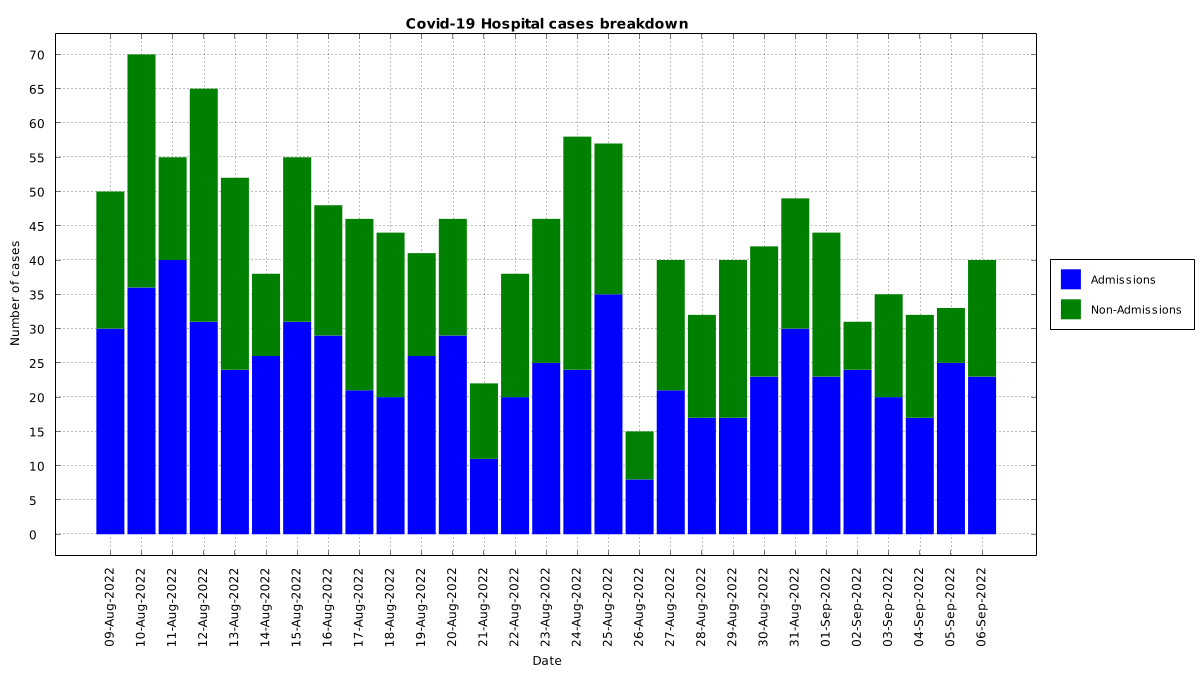 Covid-19 Hospital cases breakdown
Number of cases
70
65
60
55
50
45
40
35
30
25
20
15
10
5
0
09-Aug-2022
10-Aug-2022
11-Aug-2022
12-Aug-2022
13-Aug-2022
14-Aug-2022
15-Aug-2022
16-Aug-2022
17-Aug-2022
18-Aug-2022
19-Aug-2022
20-Aug-2022
21-Aug-2022
22-Aug-2022
23-Aug-2022
24-Aug-2022
25-Aug-2022
26-Aug-2022
27-Aug-2022
28-Aug-2022
29-Aug-2022
30-Aug-2022
31-Aug-2022
01-Sep-2022
02-Sep-2022
03-Sep-2022
04-Sep-2022
05-Sep-2022
06-Sep-2022
Date
Admissions
Non-Admissions